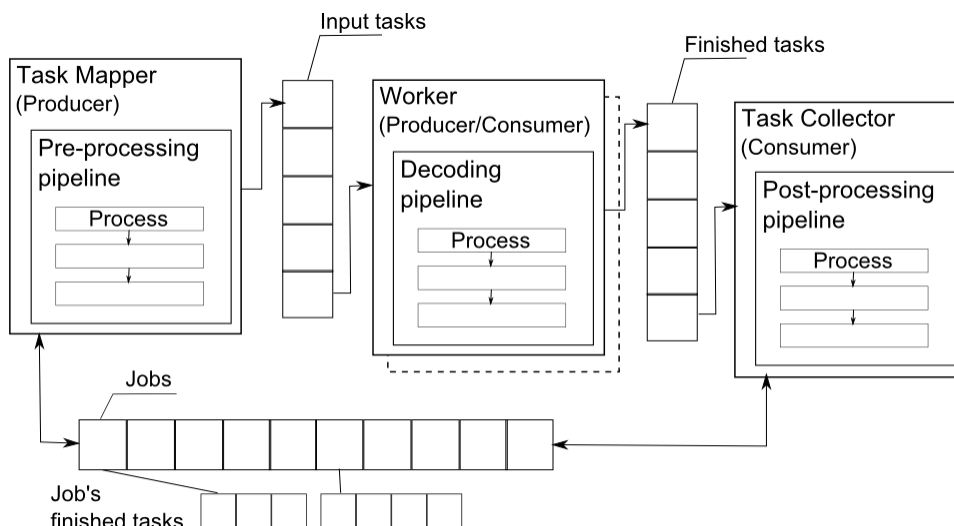 Input tasks
Finished tasks
Task Mapper
(Producer)
Pre-processing
pipeline
Process
Worker
(Producer/Consumer)
Decoding
pipeline
Process
Task Collector
(Consumer)
Post-processing
pipeline
Process
Jobs
Job's
finished tasks